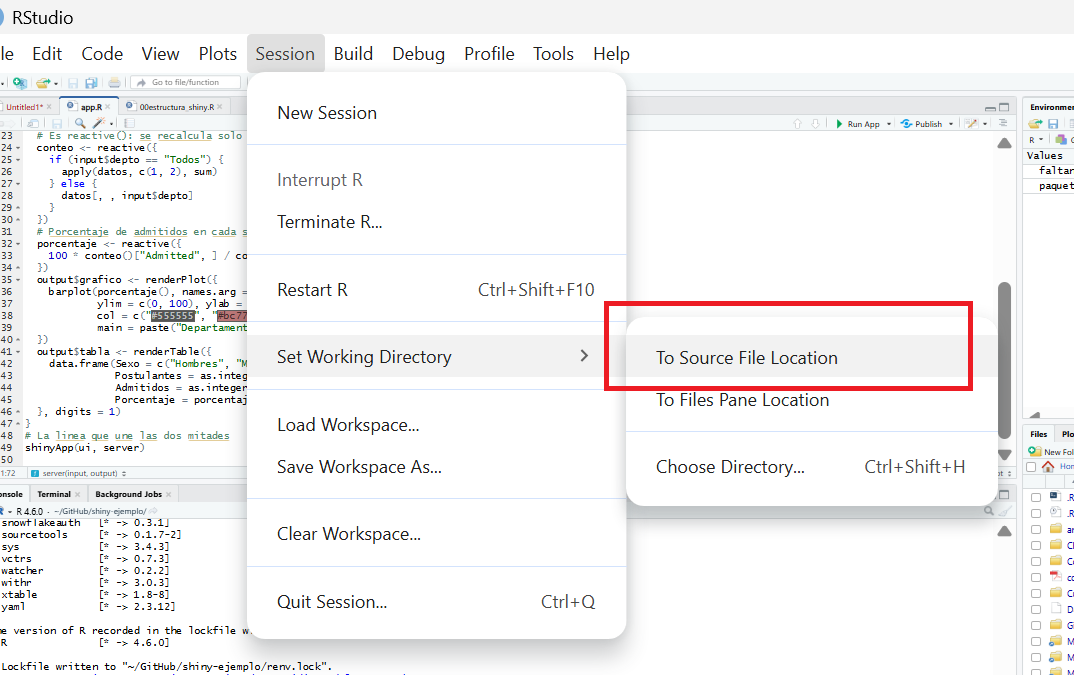 RStudio
le Edit Code View Plots Session Build Debug Profile Tools Help
Go to file/function
Untitled1* app.R 00estructura_shiny.R
Run App Publish
23 # Es reactive(): se recalcula solo
24 conteo <- reactive({
25 if (input$depto == "Todos") {
26 apply(datos, c(1, 2), sum)
27 } else {
28 datos[, , input$depto]
29 }
30 })
31 # Porcentaje de admitidos en cada s
32 porcentaje <- reactive({
33 100 * conteo()["Admitted", ] / co
34 })
35 output$grafico <- renderPlot({
36 barplot(porcentaje(), names.arg =
37 ylim = c(0, 100), ylab =
38 col = c("#555555", "#bc77
39 main = paste("Departament
40 })
41 output$tabla <- renderTable({
42 data.frame(Sexo = c("Hombres", "M
43 Postulantes = as.integ
44 Admitidos = as.integer
45 Porcentaje = porcentaj
46 }, digits = 1)
47 }
48 # La linea que une las dos mitades
49 shinyApp(ui, server)
50
1:72 server(input, output)
New Session
Interrupt R
Terminate R...
Restart R Ctrl+Shift+F10
Set Working Directory
Load Workspace...
Save Workspace As...
Clear Workspace...
Quit Session... Ctrl+Q
To Source File Location
To Files Pane Location
Choose Directory... Ctrl+Shift+H
onsole Terminal Background Jobs
R 4.6.0 · ~/GitHub/shiny-ejemplo/
snowflakeauth [* -> 0.3.1]
sourcetools [* -> 0.1.7-2]
sys [* -> 3.4.3]
vctrs [* -> 0.7.3]
watcher [* -> 0.2.2]
withr [* -> 3.0.3]
xtable [* -> 1.8-8]
yaml [* -> 2.3.12]
he version of R recorded in the lockfile w
R [* -> 4.6.0]
Lockfile written to "~/GitHub/shiny-ejemplo/renv.lock".
Environmen
R
Values
faltan
paquet
Files Plo
New Fol
Hom
.R
.R